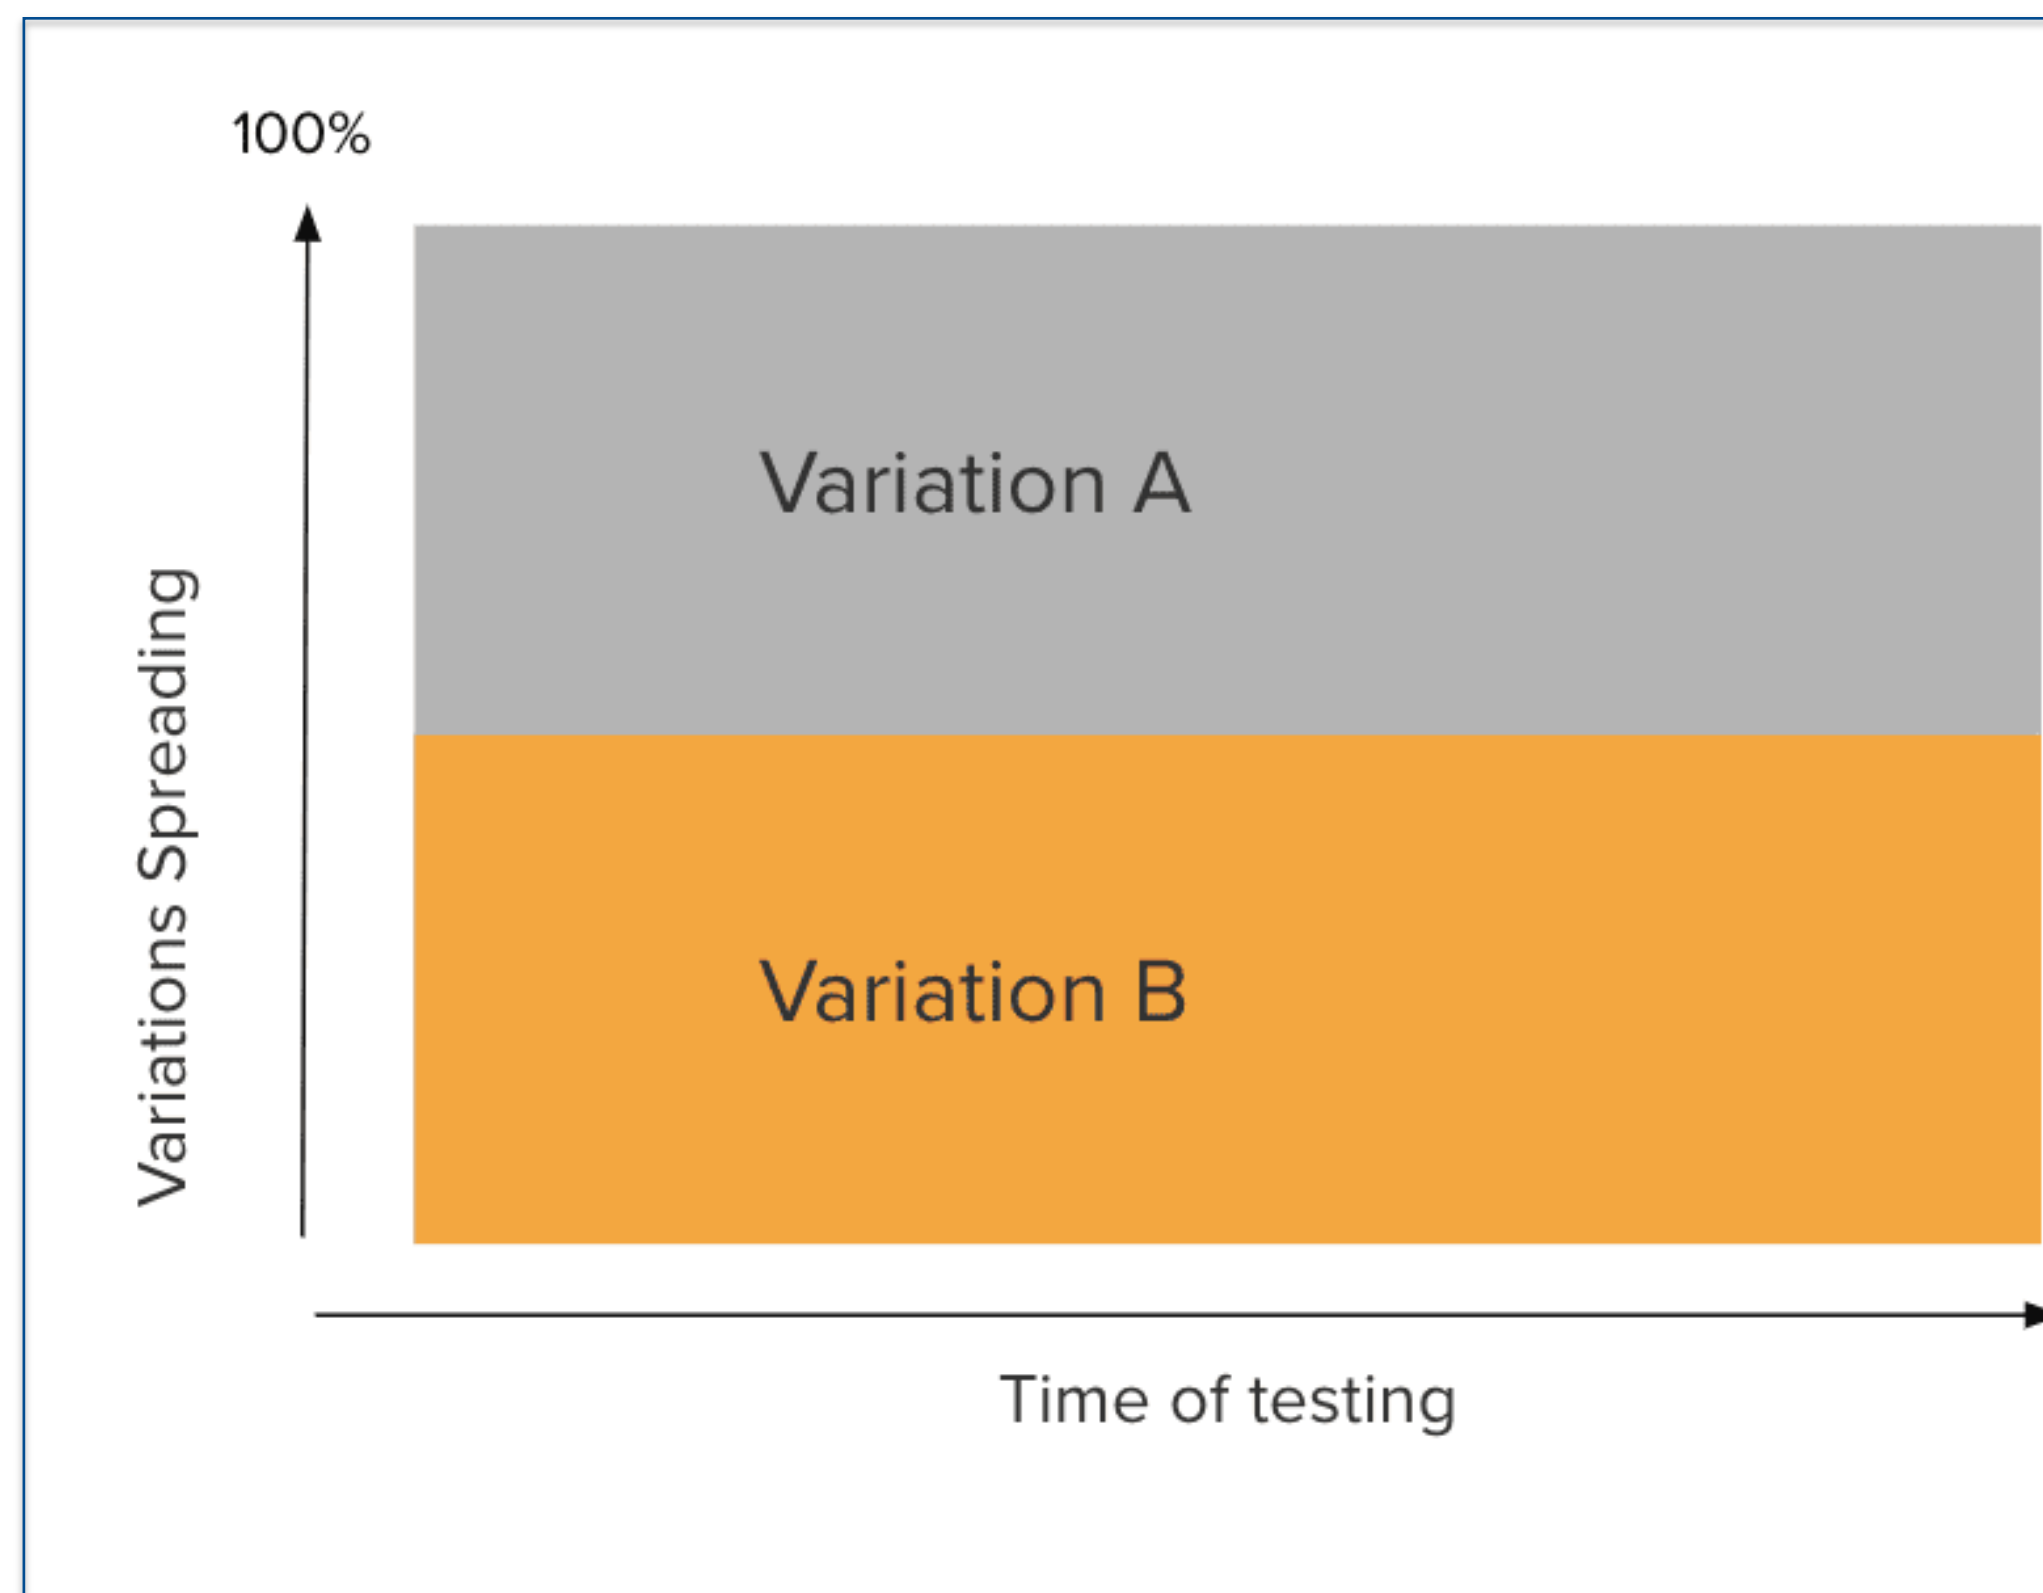 100%
Variations Spreading
Variation A
Variation B
Time of testing